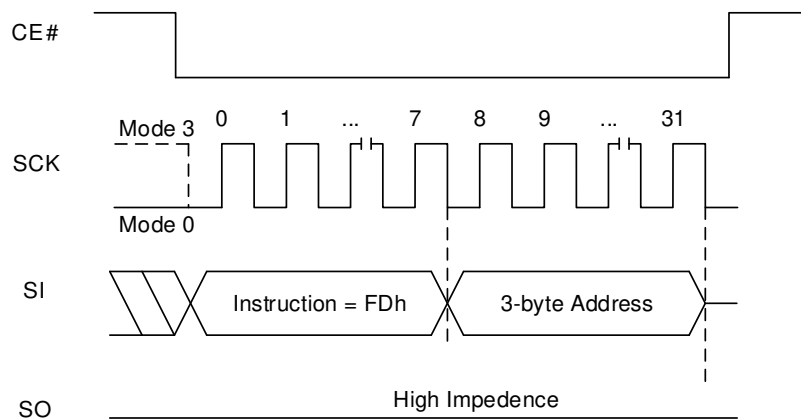 CE#
0 1 ... 7 8 9 ... 31
Mode 3
SCK
Mode 0
SI
Instruction = FDh
3-byte Address
High Impedence
SO